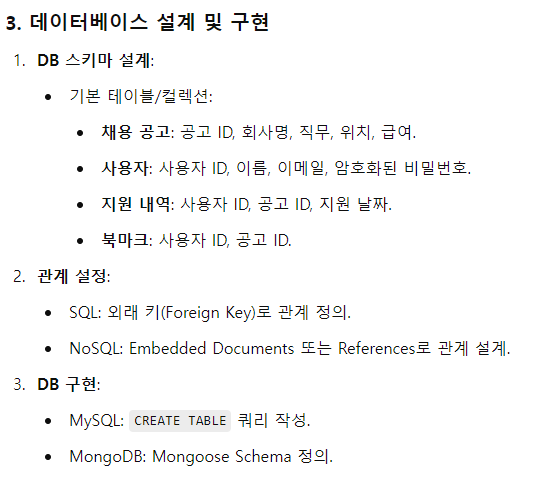 3. 데이터베이스 설계 및 구현
1. DB 스키마 설계:
• 기본 테이블/컬렉션:
• 채용 공고: 공고 ID, 회사명, 직무, 위치, 급여.
• 사용자: 사용자 ID, 이름, 이메일, 암호화된 비밀번호.
• 지원 내역: 사용자 ID, 공고 ID, 지원 날짜.
• 북마크: 사용자 ID, 공고 ID.
2. 관계 설정:
• SQL: 외래 키(Foreign Key)로 관계 정의.
• NoSQL: Embedded Documents 또는 References로 관계 설계.
3. DB 구현:
• MySQL: CREATE TABLE 쿼리 작성.
• MongoDB: Mongoose Schema 정의.